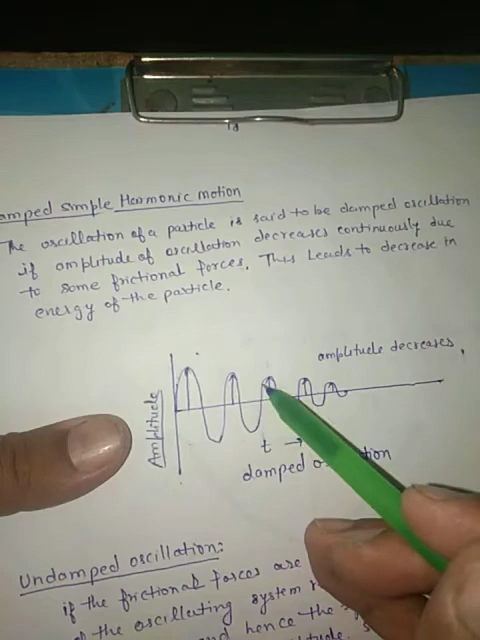 amped simple Harmonic motion
The oscillation of a particle is said to be damped oscillation
if amplitude of oscillation decreases continuously due
to some frictional forces. This Leads to decrease in
energy of the particle.
amplitude decreases,
Amplitude
t →
damped
Undamped oscillation:
if the frictional forces are
of the oscillating system
and hence the